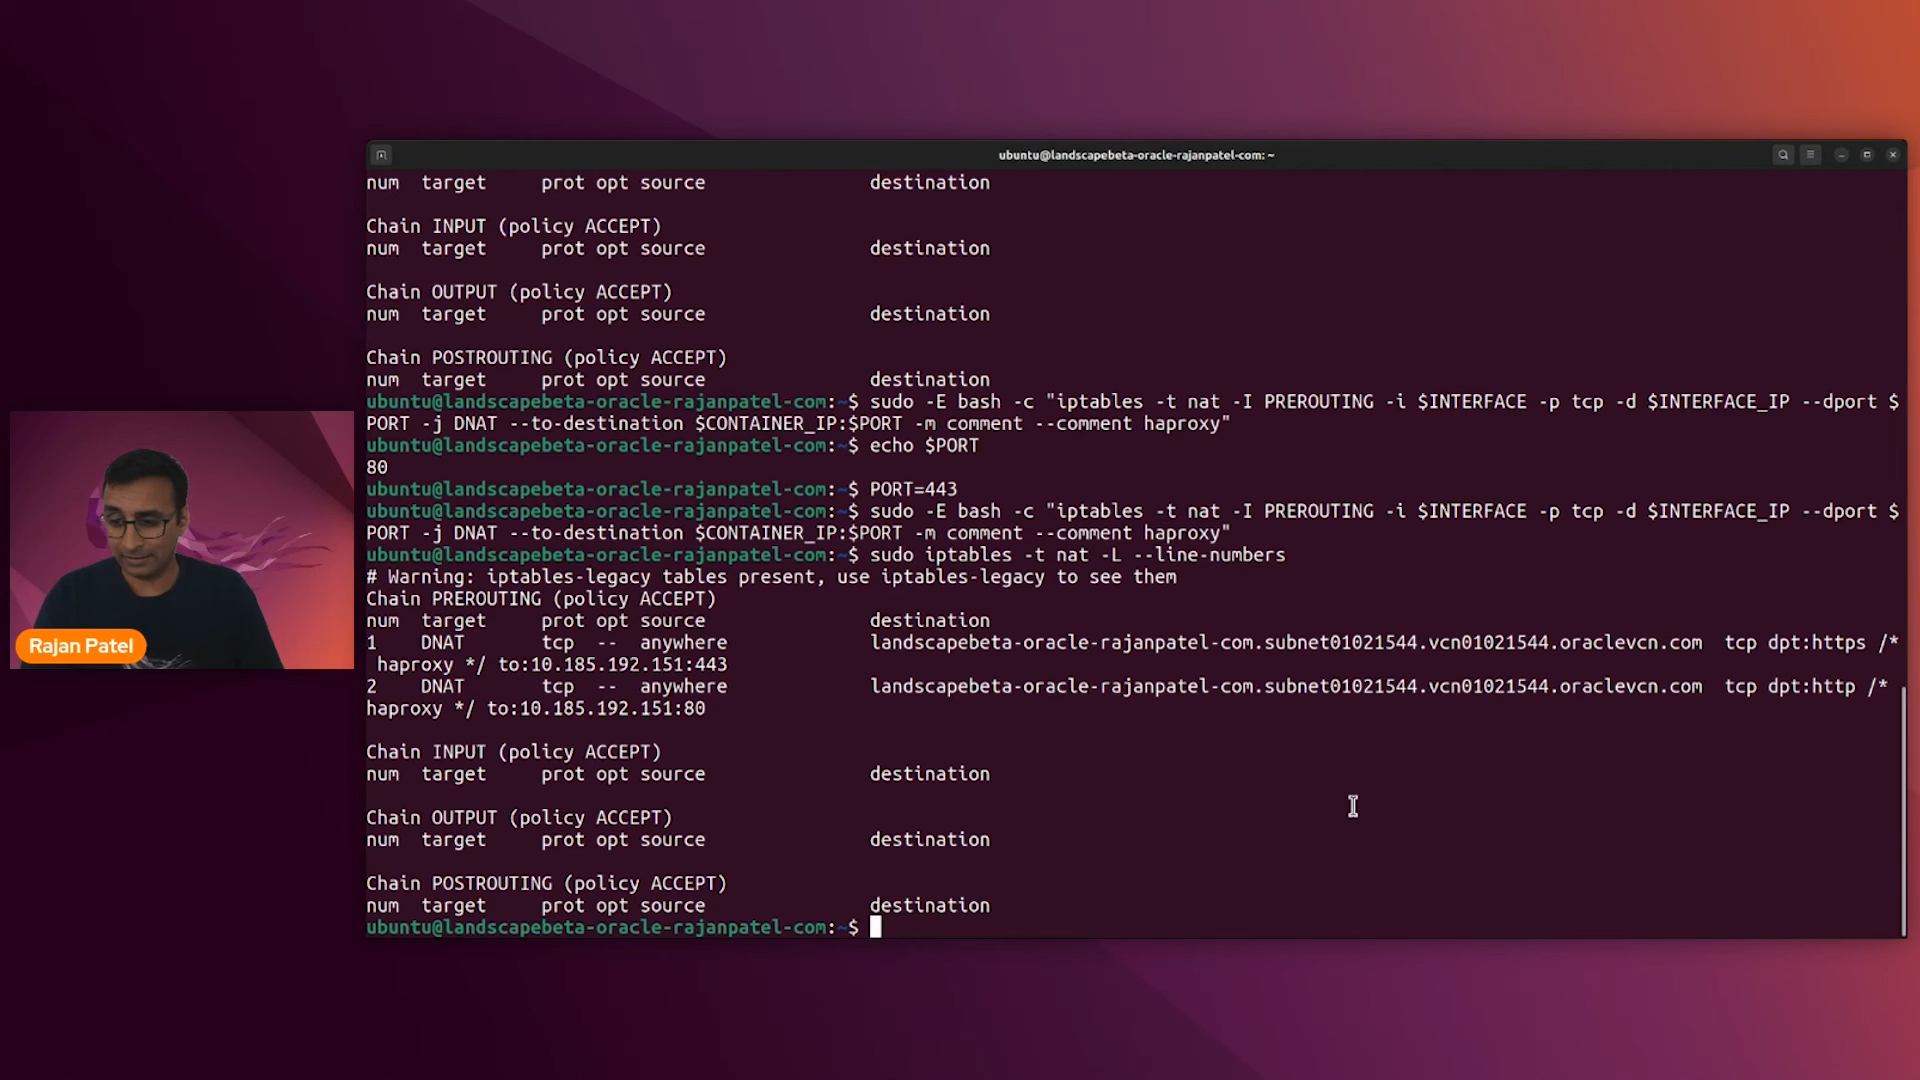 ubuntu@landscapebeta-oracle-rajanpatel-com: ~
num  target     prot opt source               destination
Chain INPUT (policy ACCEPT)
num  target     prot opt source               destination
Chain OUTPUT (policy ACCEPT)
num  target     prot opt source               destination
Chain POSTROUTING (policy ACCEPT)
num  target     prot opt source               destination
ubuntu@landscapebeta-oracle-rajanpatel-com:~$ sudo -E bash -c "iptables -t nat -I PREROUTING -i $INTERFACE -p tcp -d $INTERFACE_IP --dport $
PORT -j DNAT --to-destination $CONTAINER_IP:$PORT -m comment --comment haproxy"
ubuntu@landscapebeta-oracle-rajanpatel-com:~$ echo $PORT
80
ubuntu@landscapebeta-oracle-rajanpatel-com:~$ PORT=443
ubuntu@landscapebeta-oracle-rajanpatel-com:~$ sudo -E bash -c "iptables -t nat -I PREROUTING -i $INTERFACE -p tcp -d $INTERFACE_IP --dport $
PORT -j DNAT --to-destination $CONTAINER_IP:$PORT -m comment --comment haproxy"
ubuntu@landscapebeta-oracle-rajanpatel-com:~$ sudo iptables -t nat -L --line-numbers
# Warning: iptables-legacy tables present, use iptables-legacy to see them
Chain PREROUTING (policy ACCEPT)
num  target     prot opt source               destination
1    DNAT       tcp  --  anywhere             landscapebeta-oracle-rajanpatel-com.subnet01021544.vcn01021544.oraclevcn.com  tcp dpt:https /*
 haproxy */ to:10.185.192.151:443
2    DNAT       tcp  --  anywhere             landscapebeta-oracle-rajanpatel-com.subnet01021544.vcn01021544.oraclevcn.com  tcp dpt:http /*
haproxy */ to:10.185.192.151:80
Chain INPUT (policy ACCEPT)
num  target     prot opt source               destination
Chain OUTPUT (policy ACCEPT)
num  target     prot opt source               destination
Chain POSTROUTING (policy ACCEPT)
num  target     prot opt source               destination
ubuntu@landscapebeta-oracle-rajanpatel-com:~$
Rajan Patel